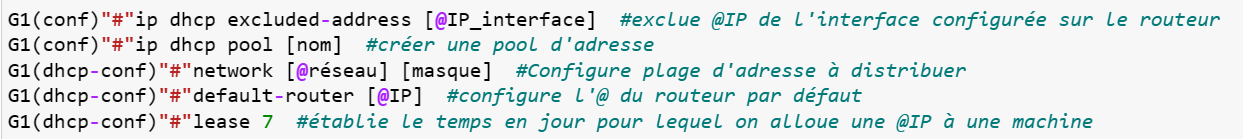 G1(conf)"#"ip dhcp excluded-address [@IP_interface]  #exclue @IP de l'interface configurée sur le routeur
G1(conf)"#"ip dhcp pool [nom]  #créer une pool d'adresse
G1(dhcp-conf)"#"network [@réseau] [masque]  #Configure plage d'adresse à distribuer
G1(dhcp-conf)"#"default-router [@IP]  #configure l'@ du routeur par défaut
G1(dhcp-conf)"#"lease 7  #établie le temps en jour pour lequel on alloue une @IP à une machine